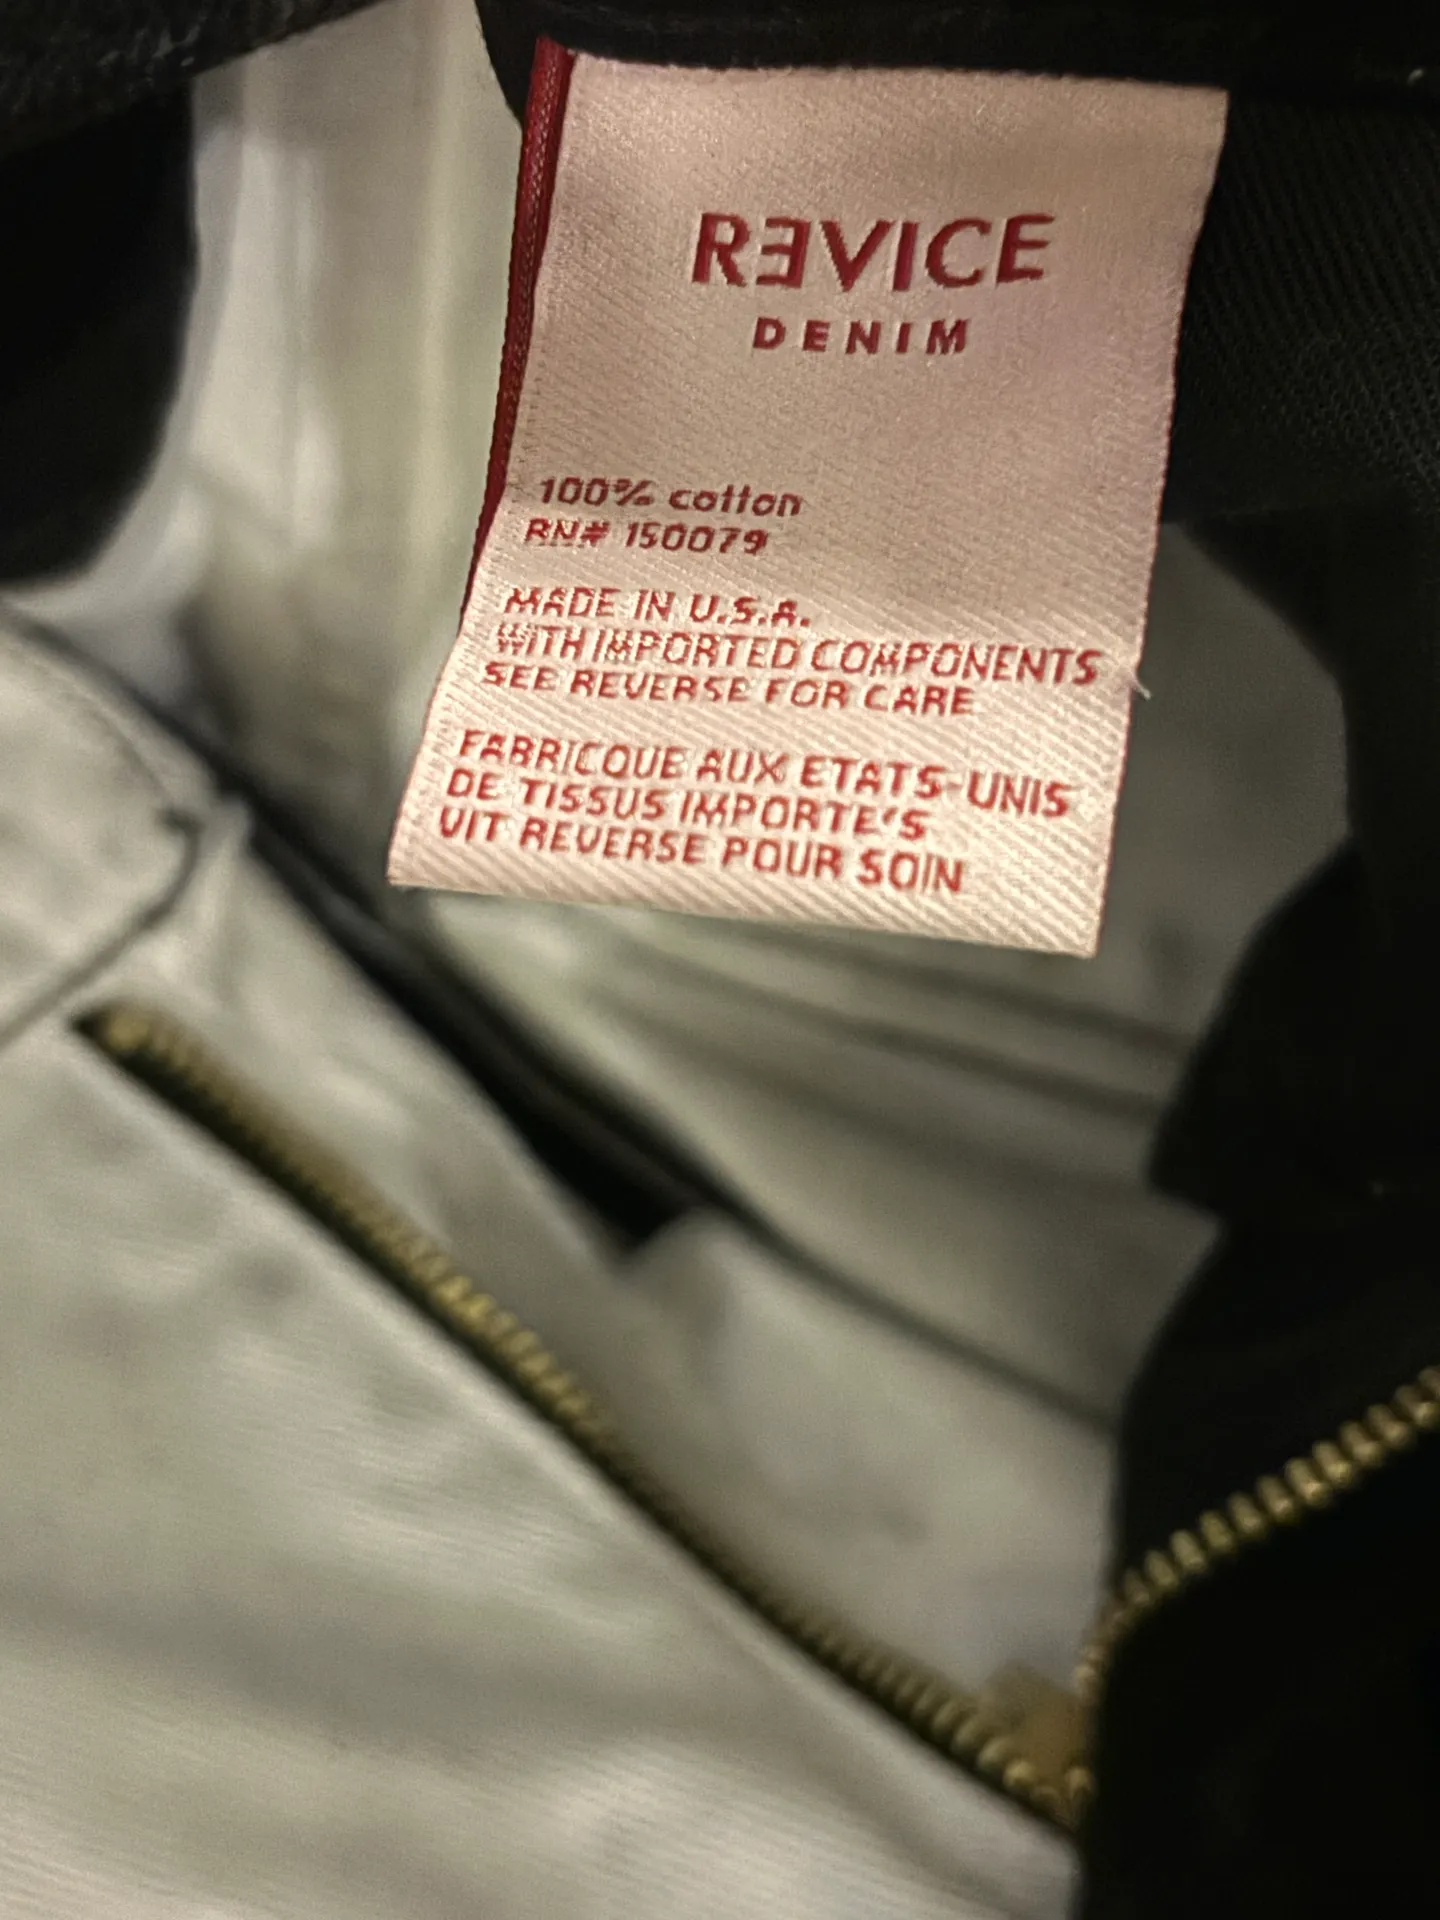 RƎVICE
DENIM
100% cotton
RN# 150079
MADE IN U.S.A.
WITH IMPORTED COMPONENTS
SEE REVERSE FOR CARE
FABRICQUE AUX ETATS-UNIS
DE TISSUS IMPORTE'S
VIT REVERSE POUR SOIN